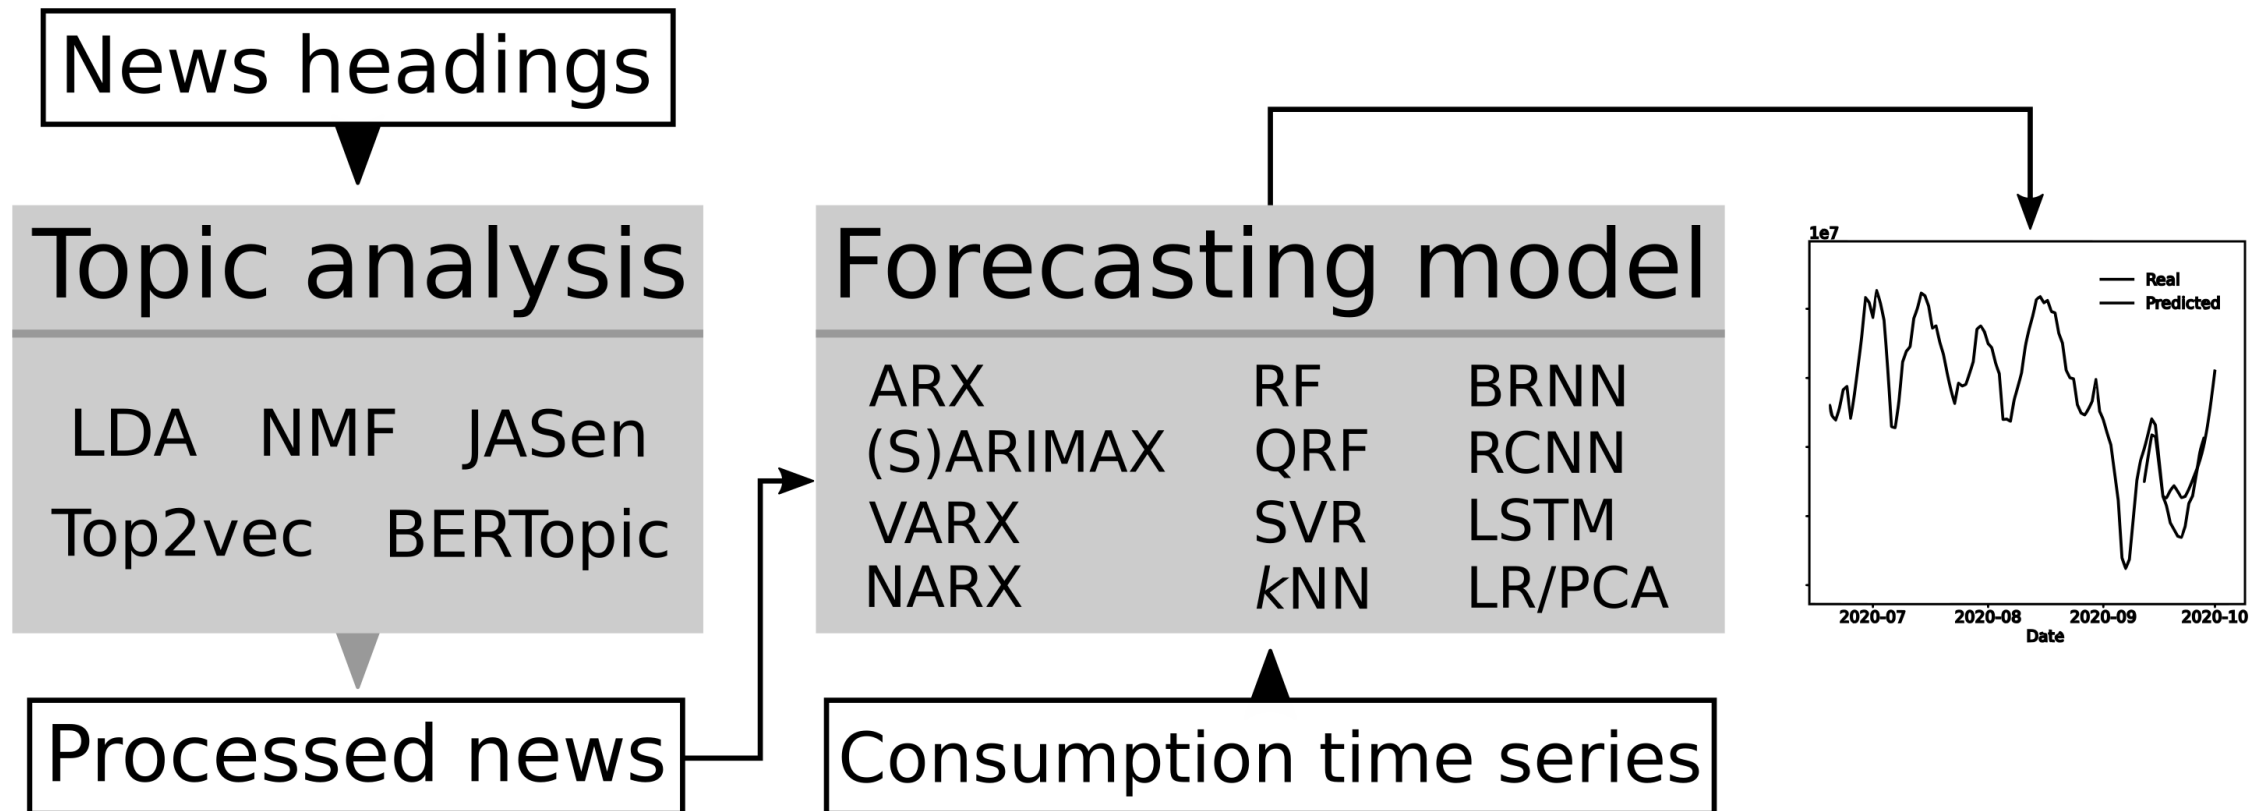 News headings
Topic analysis
LDA NMF JASen
Top2vec BERTopic
Processed news
Forecasting model
ARX RF BRNN
(S)ARIMAX QRF RCNN
VARX SVR LSTM
NARX kNN LR/PCA
Consumption time series
1e7
Real
Predicted
2020-07 2020-08 2020-09 2020-10
Date